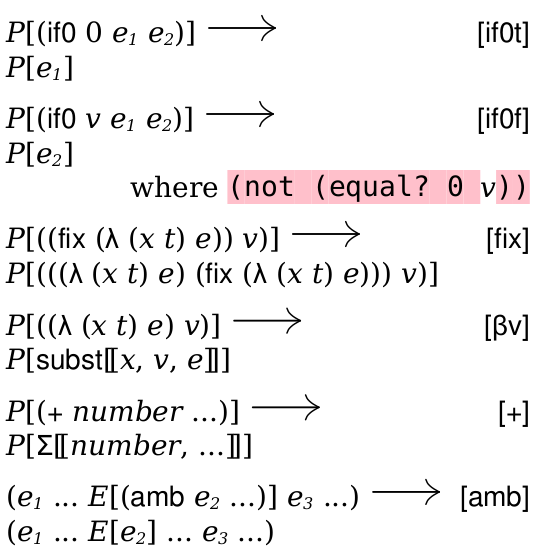 P[(if0 0 e₁ e₂)] ⟶ [if0t]
P[e₁]
P[(if0 v e₁ e₂)] ⟶ [if0f]
P[e₂]
where (not (equal? 0 v))
P[((fix (λ (x t) e)) v)] ⟶ [fix]
P[(((λ (x t) e) (fix (λ (x t) e))) v)]
P[((λ (x t) e) v)] ⟶ [βv]
P[subst⟦x, v, e⟧]
P[(+ number ...)] ⟶ [+]
P[Σ⟦number, ...⟧]
(e₁ ... E[(amb e₂ ...)] e₃ ...) ⟶ [amb]
(e₁ ... E[e₂] ... e₃ ...)